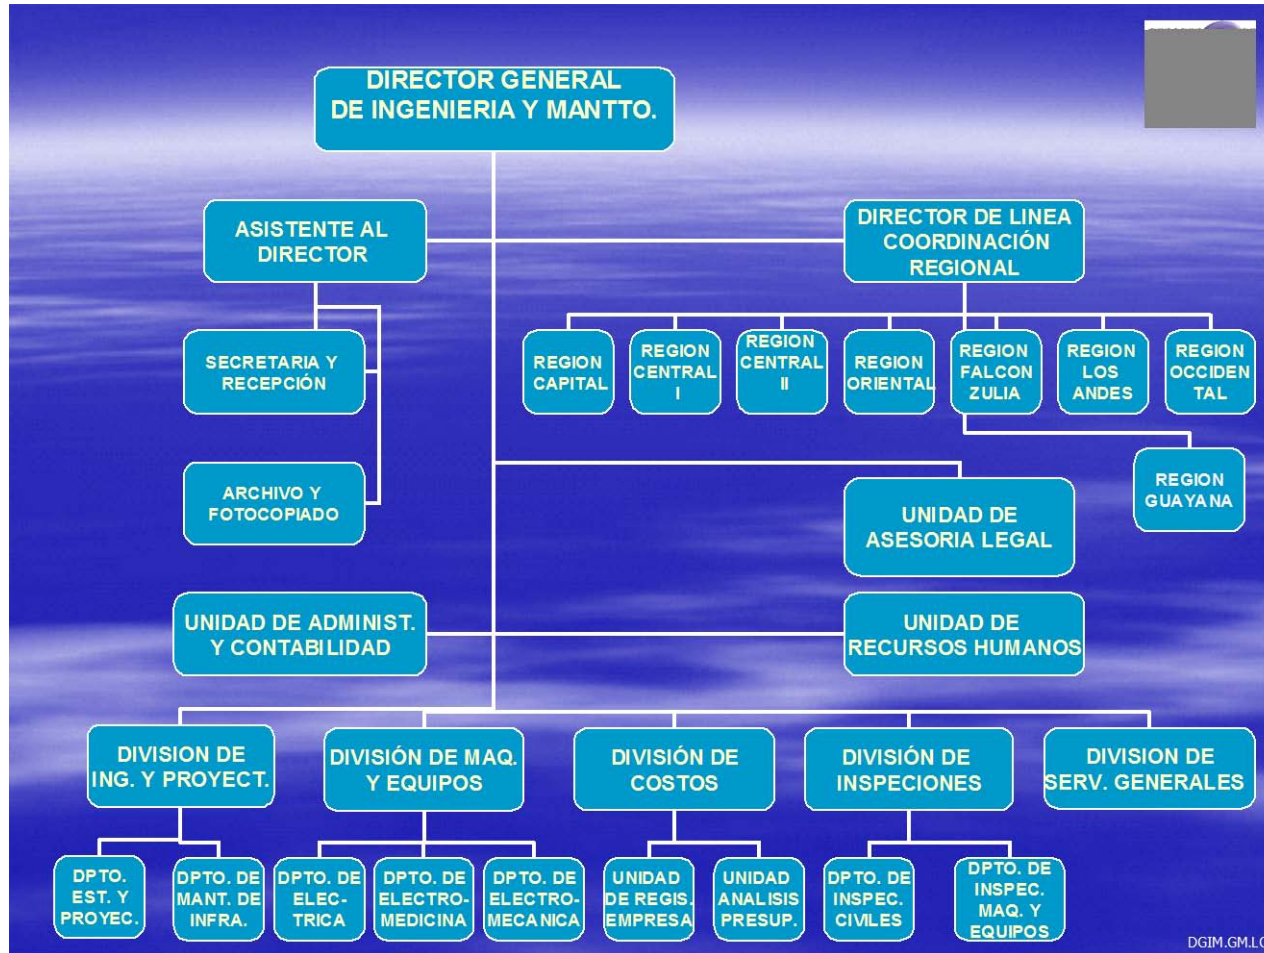 DIRECTOR GENERAL
DE INGENIERIA Y MANTTO.
ASISTENTE AL
DIRECTOR
DIRECTOR DE LINEA
COORDINACIÓN
REGIONAL
SECRETARIA Y
RECEPCIÓN
REGION
CAPITAL
REGION
CENTRAL
I
REGION
CENTRAL
II
REGION
ORIENTAL
REGION
FALCON
ZULIA
REGION
LOS
ANDES
REGION
OCCIDEN
TAL
ARCHIVO Y
FOTOCOPIADO
REGION
GUAYANA
UNIDAD DE
ASESORIA LEGAL
UNIDAD DE ADMINIST.
Y CONTABILIDAD
UNIDAD DE
RECURSOS HUMANOS
DIVISION DE
ING. Y PROYECT.
DIVISIÓN DE MAQ.
Y EQUIPOS
DIVISIÓN DE
COSTOS
DIVISIÓN DE
INSPECIONES
DIVISION DE
SERV. GENERALES
DPTO.
EST. Y
PROYEC.
DPTO. DE
MANT. DE
INFRA.
DPTO. DE
ELEC-
TRICA
DPTO. DE
ELECTRO-
MEDICINA
DPTO. DE
ELECTRO-
MECANICA
UNIDAD
DE REGIS.
EMPRESA
UNIDAD
ANALISIS
PRESUP.
DPTO. DE
INSPEC.
CIVILES
DPTO. DE
INSPEC.
MAQ. Y
EQUIPOS